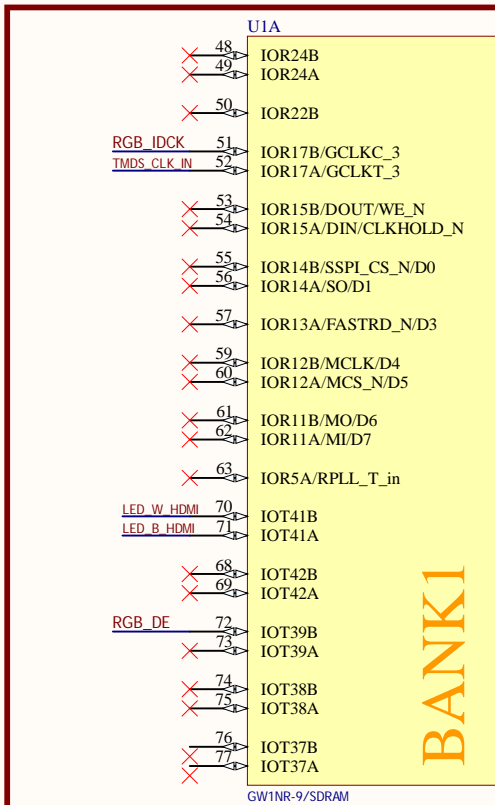 U1A
48 IOR24B
49 IOR24A
50 IOR22B
RGB_IDCK 51 IOR17B/GCLKC_3
TMDS_CLK_IN 52 IOR17A/GCLKT_3
53 IOR15B/DOUT/WE_N
54 IOR15A/DIN/CLKHOLD_N
55 IOR14B/SSPI_CS_N/D0
56 IOR14A/SO/D1
57 IOR13A/FASTRD_N/D3
59 IOR12B/MCLK/D4
60 IOR12A/MCS_N/D5
61 IOR11B/MO/D6
62 IOR11A/MI/D7
63 IOR5A/RPLL_T_in
LED_W_HDMI 70 IOT41B
LED_B_HDMI 71 IOT41A
68 IOT42B
69 IOT42A
RGB_DE 72 IOT39B
73 IOT39A
74 IOT38B
75 IOT38A
76 IOT37B
77 IOT37A
BANK1
GW1NR-9/SDRAM